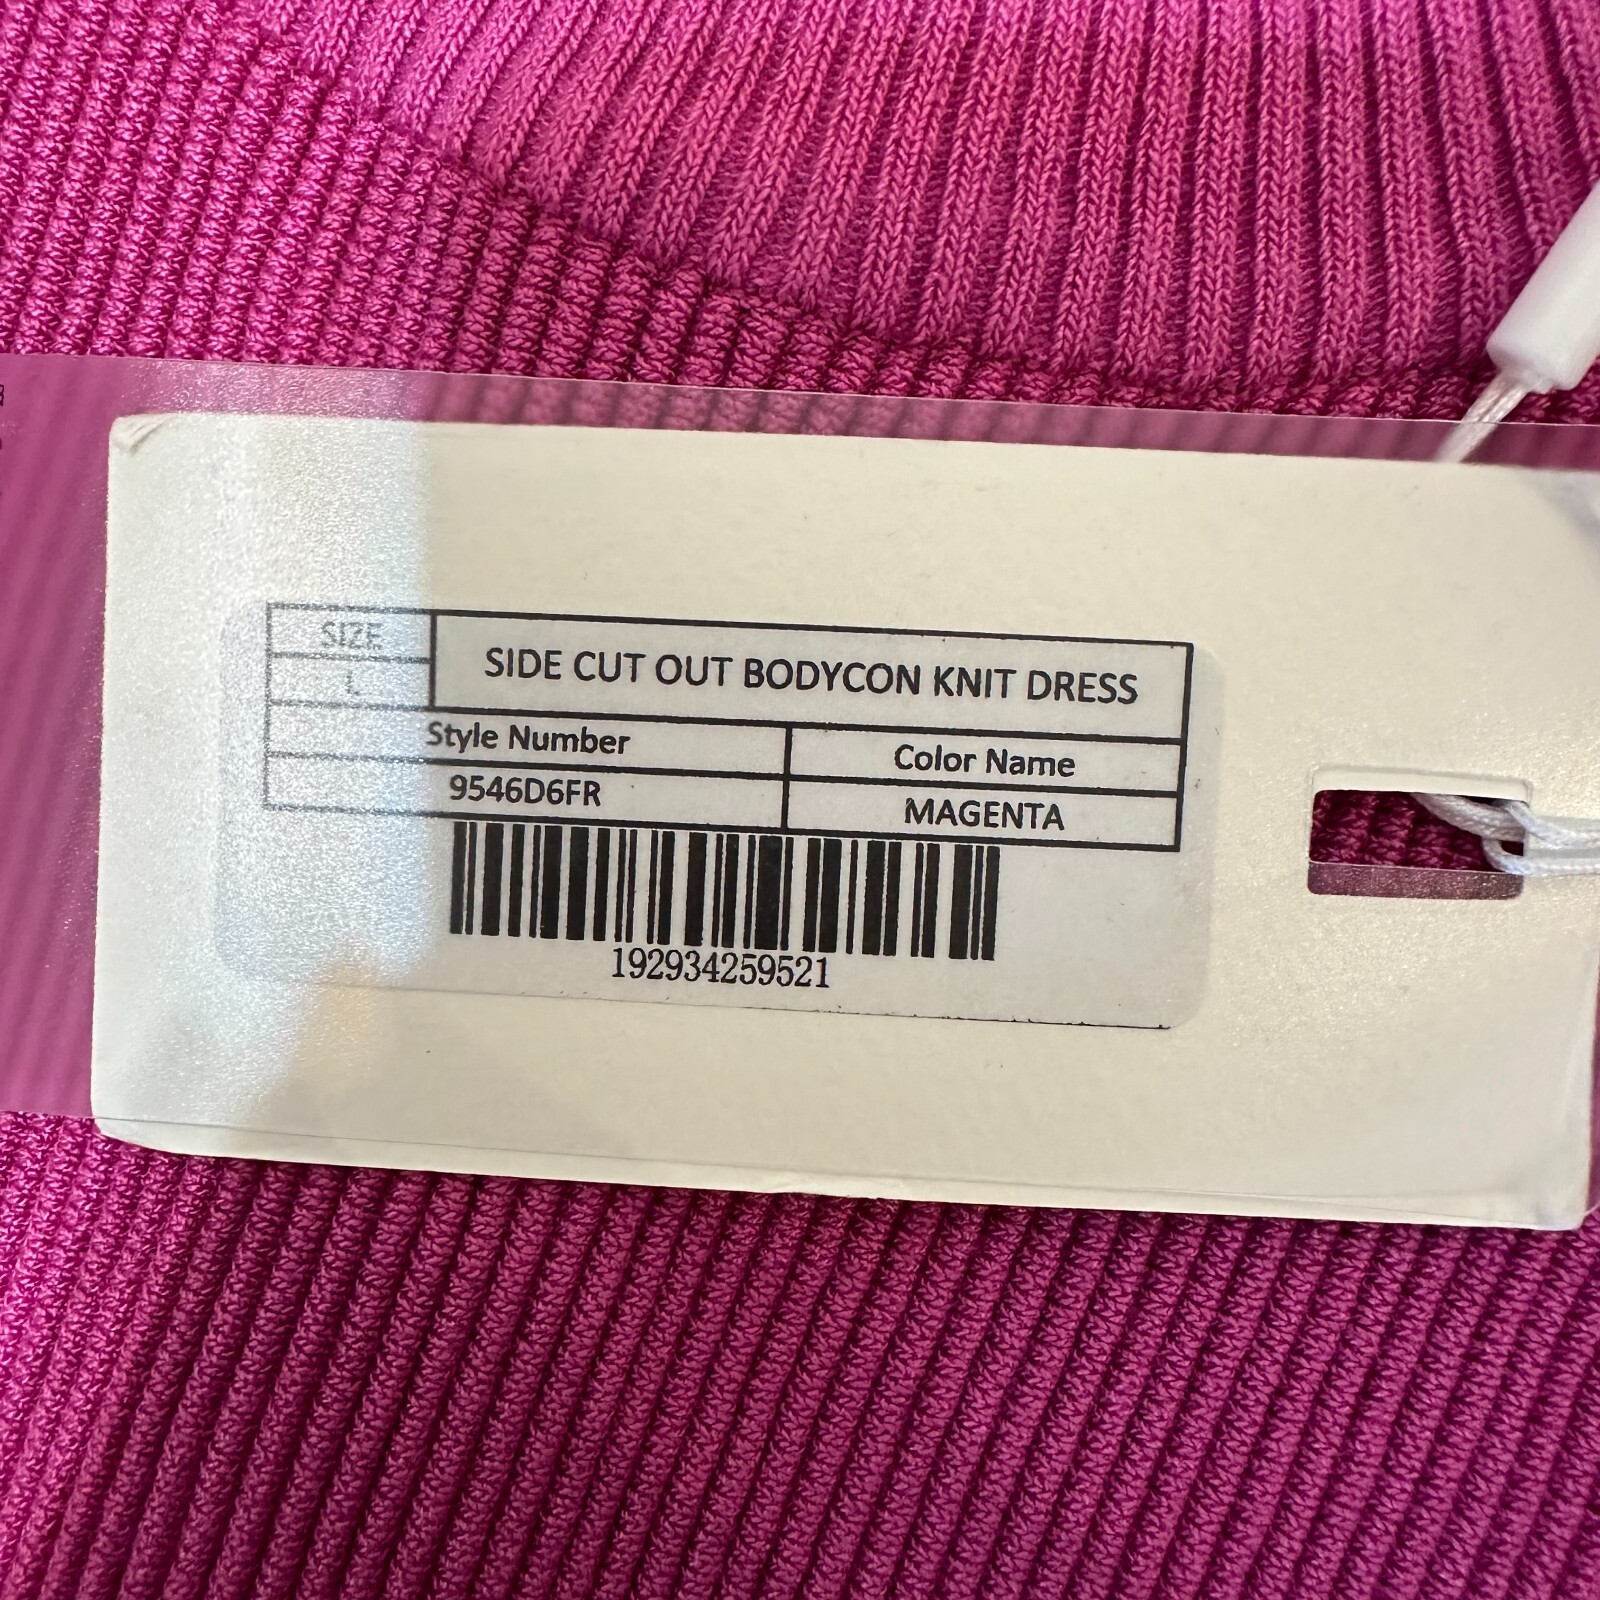 SIZE
L
SIDE CUT OUT BODYCON KNIT DRESS
Style Number
Color Name
9546D6FR
MAGENTA
192934259521